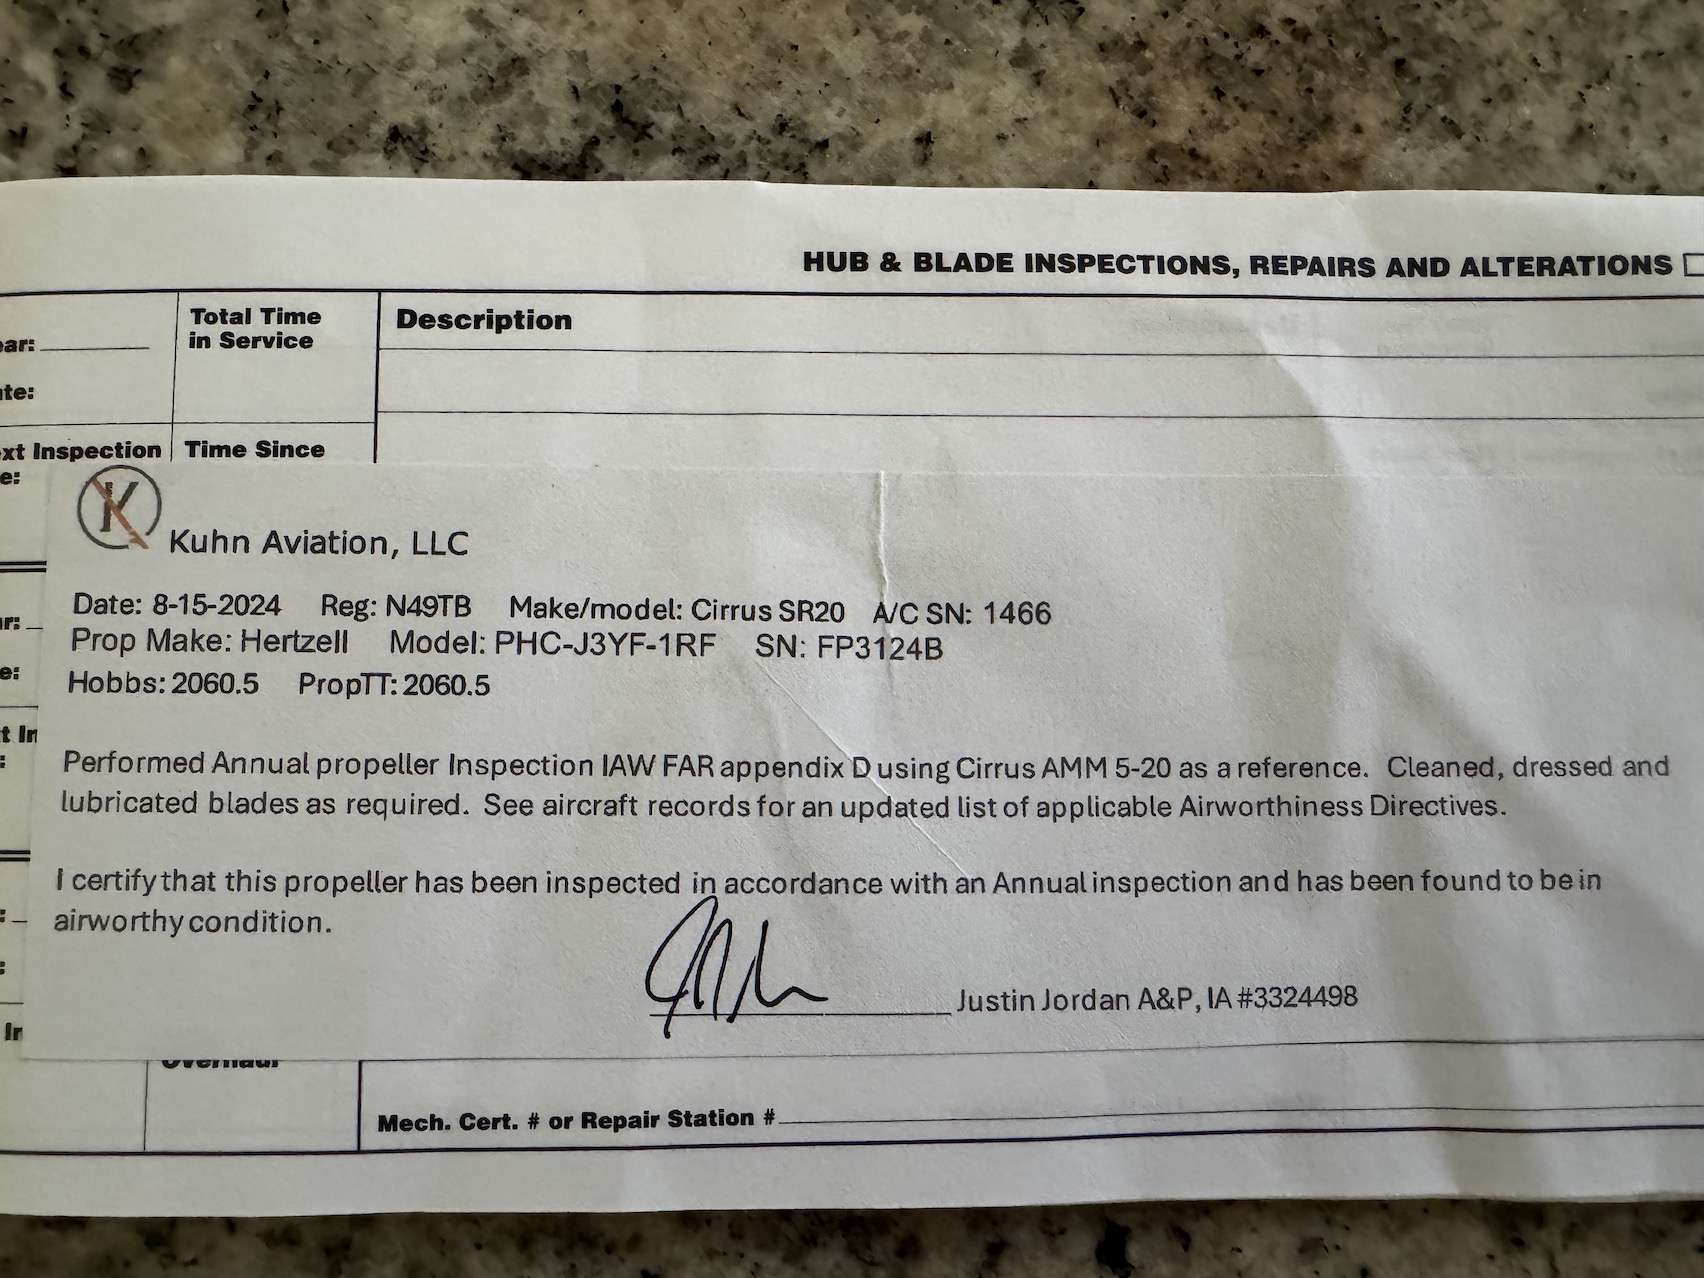 HUB & BLADE INSPECTIONS, REPAIRS AND ALTERATIONS
Total Time
in Service
Description
Time Since
xt Inspection
K
Kuhn Aviation, LLC
Date: 8-15-2024 Reg: N49TB Make/model: Cirrus SR20 A/C SN: 1466
Prop Make: Hertzell Model: PHC-J3YF-1RF SN: FP3124B
Hobbs: 2060.5 PropTT: 2060.5
Performed Annual propeller Inspection IAW FAR appendix D using Cirrus AMM 5-20 as a reference. Cleaned, dressed and
lubricated blades as required. See aircraft records for an updated list of applicable Airworthiness Directives.
I certify that this propeller has been inspected in accordance with an Annual inspection and has been found to be in
airworthy condition.
Justin Jordan A&P, IA #3324498
Overhaul
Mech. Cert. # or Repair Station #